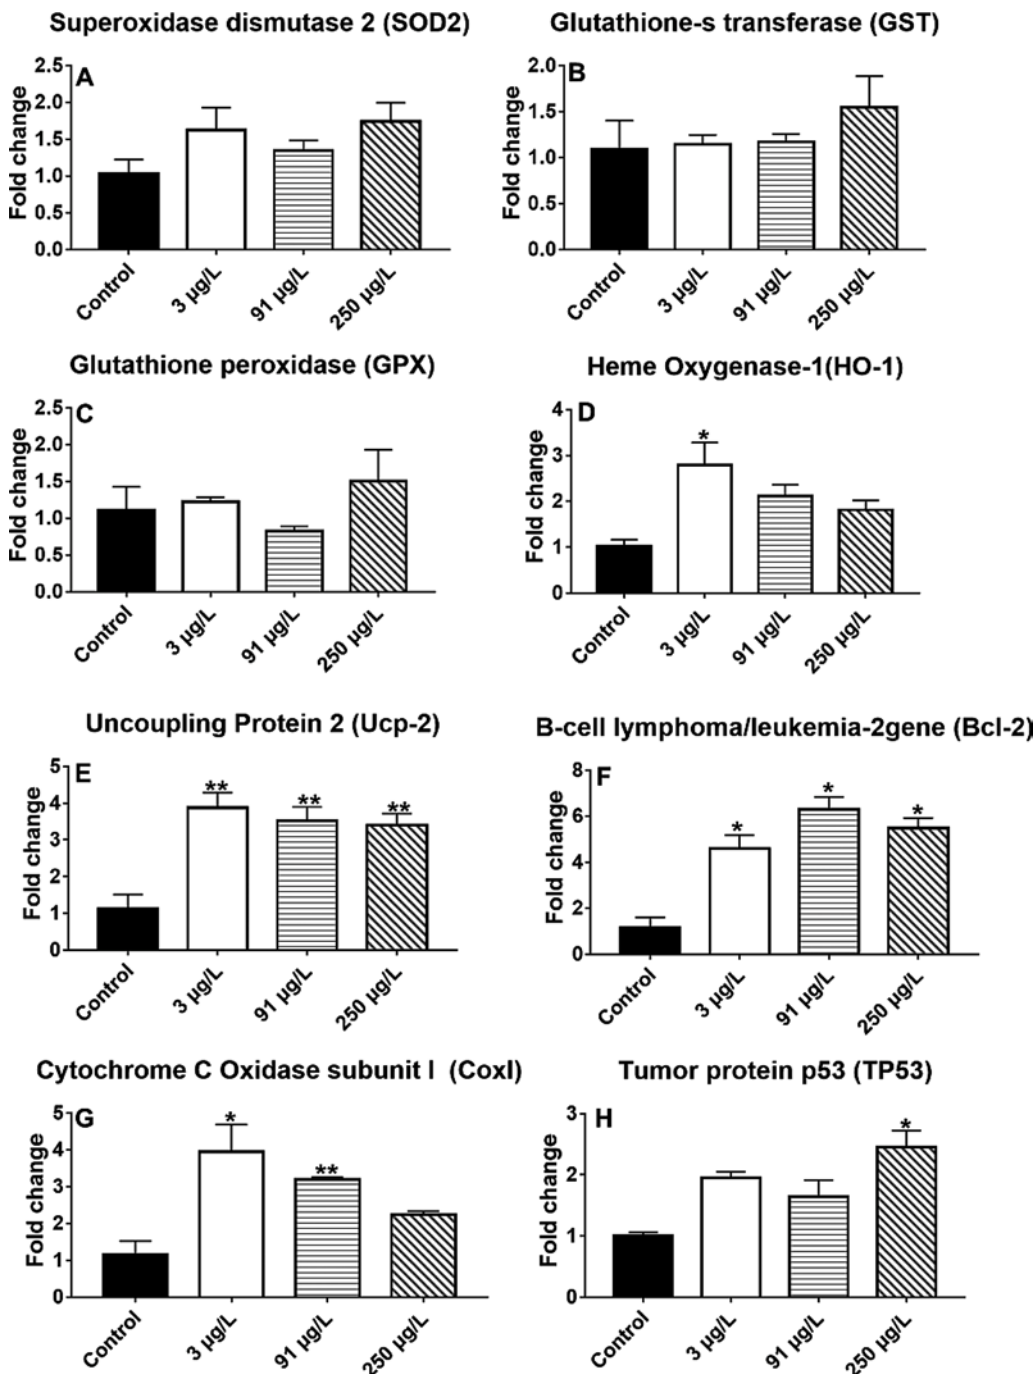 Superoxidase dismutase 2 (SOD2)
A
Fold change
2.5
2.0
1.5
1.0
0.5
0.0
Control
3 µg/L
91 µg/L
250 µg/L
Glutathione-s transferase (GST)
B
Fold change
2.0
1.5
1.0
0.5
0.0
Control
3 µg/L
91 µg/L
250 µg/L
Glutathione peroxidase (GPX)
C
Fold change
2.5
2.0
1.5
1.0
0.5
0.0
Control
3 µg/L
91 µg/L
250 µg/L
Heme Oxygenase-1(HO-1)
D
Fold change
4
3
2
1
0
*
Control
3 µg/L
91 µg/L
250 µg/L
Uncoupling Protein 2 (Ucp-2)
E
Fold change
5
4
3
2
1
0
**
**
**
Control
3 µg/L
91 µg/L
250 µg/L
B-cell lymphoma/leukemia-2gene (Bcl-2)
F
Fold change
8
6
4
2
0
*
*
*
Control
3 µg/L
91 µg/L
250 µg/L
Cytochrome C Oxidase subunit I (CoxI)
G
Fold change
5
4
3
2
1
0
*
**
Control
3 µg/L
91 µg/L
250 µg/L
Tumor protein p53 (TP53)
H
Fold change
3
2
1
0
*
Control
3 µg/L
91 µg/L
250 µg/L